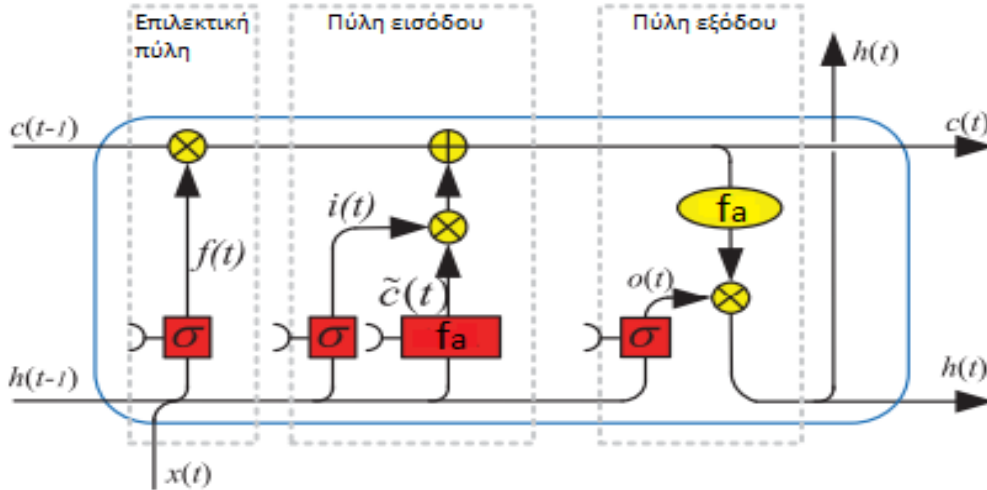 Επιλεκτική
πύλη
Πύλη εισόδου
Πύλη εξόδου
h(t)
c(t-1)
c(t)
i(t)
fa
f(t)
c̃(t)
o(t)
σ
σ
fa
σ
h(t-1)
h(t)
x(t)